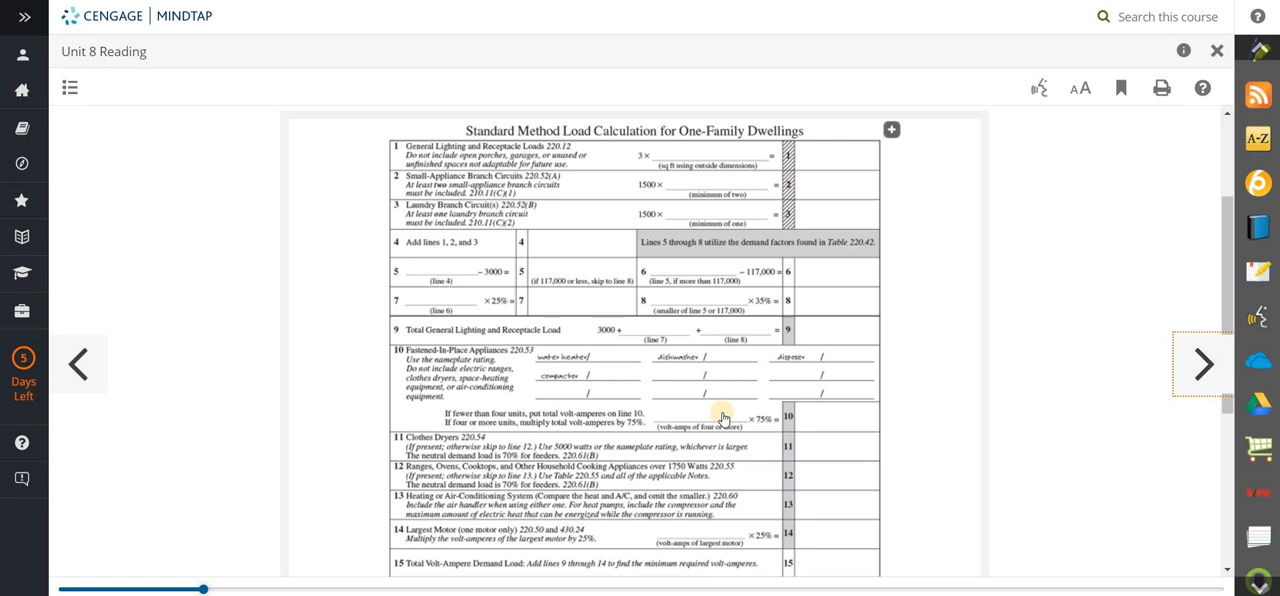 CENGAGE | MINDTAP
Search this course
Unit 8 Reading
AA
Standard Method Load Calculation for One-Family Dwellings
1 General Lighting and Receptacle Loads 220.12
Do not include open porches, garages, or unused or
unfinished spaces not adaptable for future use.
3 × ____ = 1
(sq ft using outside dimensions)
2 Small-Appliance Branch Circuits 220.52(A)
At least two small-appliance branch circuits
must be included. 210.11(C)(1)
1500 × ____ = 2
(minimum of two)
3 Laundry Branch Circuit(s) 220.52(B)
At least one laundry branch circuit
must be included. 210.11(C)(2)
1500 × ____ = 3
(minimum of one)
4 Add lines 1, 2, and 3 4
Lines 5 through 8 utilize the demand factors found in Table 220.42.
5 ____ – 3000 = 5
(line 4) (if 117,000 or less, skip to line 8)
6 ____ – 117,000 = 6
(line 5, if more than 117,000)
7 ____ × 25% = 7
(line 6)
8 ____ × 35% = 8
(smaller of line 5 or 117,000)
9 Total General Lighting and Receptacle Load 3000 + ____ + ____ = 9
(line 7) (line 8)
10 Fastened-In-Place Appliances 220.53
Use the nameplate rating.
Do not include electric ranges,
clothes dryers, space-heating
equipment, or air-conditioning
equipment.
water heater/ dishwasher / disposer /
compactor / / /
/ / /
If fewer than four units, put total volt-amperes on line 10.
If four or more units, multiply total volt-amperes by 75%.
____ × 75% = 10
(volt-amps of four or more)
11 Clothes Dryers 220.54
(If present; otherwise skip to line 12.) Use 5000 watts or the nameplate rating, whichever is larger.
The neutral demand load is 70% for feeders. 220.61(B)
11
12 Ranges, Ovens, Cooktops, and Other Household Cooking Appliances over 1750 Watts 220.55
(If present; otherwise skip to line 13.) Use Table 220.55 and all of the applicable Notes.
The neutral demand load is 70% for feeders. 220.61(B)
12
13 Heating or Air-Conditioning System (Compare the heat and A/C, and omit the smaller.) 220.60
Include the air handler when using either one. For heat pumps, include the compressor and the
maximum amount of electric heat that can be energized while the compressor is running.
13
14 Largest Motor (one motor only) 220.50 and 430.24
Multiply the volt-amperes of the largest motor by 25%.
____ × 25% = 14
(volt-amps of largest motor)
15 Total Volt-Ampere Demand Load: Add lines 9 through 14 to find the minimum required volt-amperes. 15
5
Days
Left
A-Z